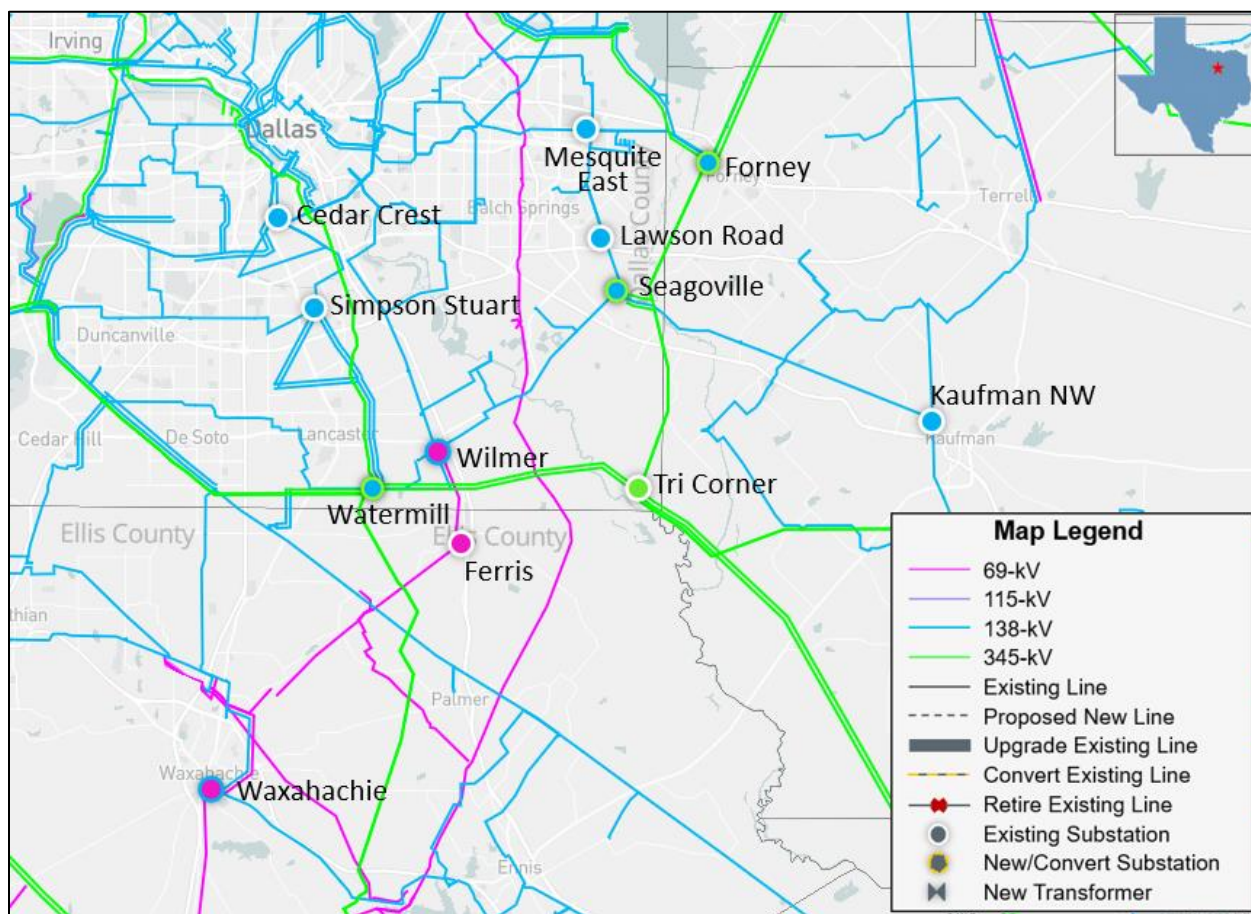 Irving
Dallas
Mesquite
East
Forney
Forney
Terrell
Cedar Crest
Balch Springs
Lawson Road
Dallas County
Seagoville
Simpson Stuart
Duncanville
Kaufman NW
Kaufman
Cedar Hill
De Soto
Lancaster
Wilmer
Tri Corner
Watermill
Ellis County
Ellis County
Ferris
Palmer
Waxahachie
Waxahachie
Ennis
Map Legend
69-kV
115-kV
138-kV
345-kV
Existing Line
Proposed New Line
Upgrade Existing Line
Convert Existing Line
Retire Existing Line
Existing Substation
New/Convert Substation
New Transformer